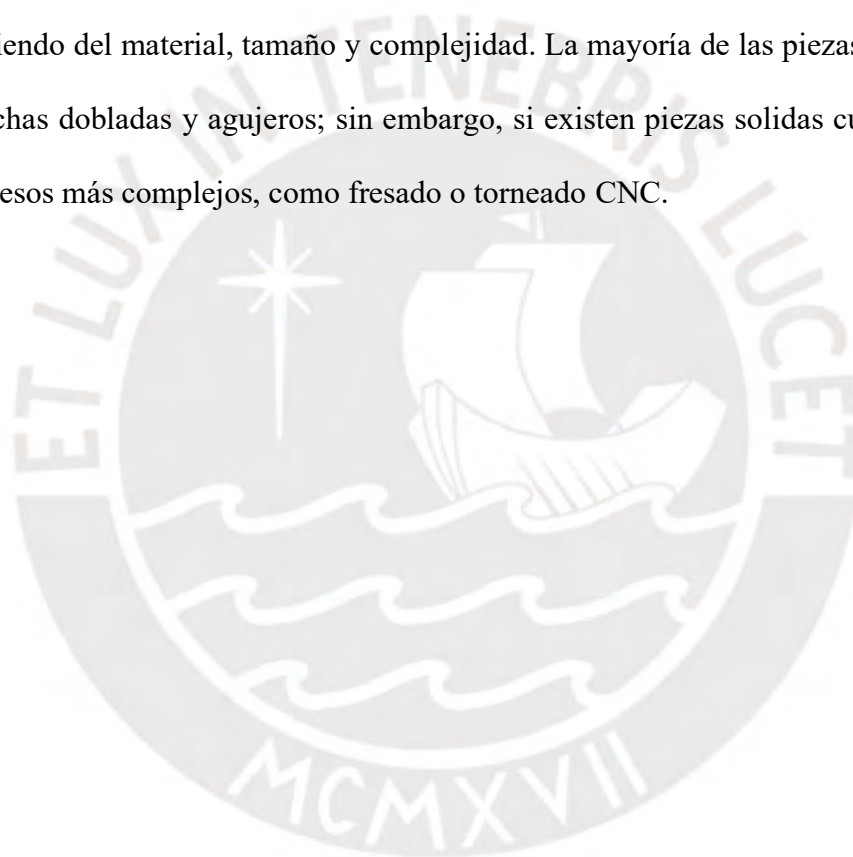 iendo del material, tamaño y complejidad. La mayoría de las piezas
chas dobladas y agujeros; sin embargo, si existen piezas solidas cu
esos más complejos, como fresado o torneado CNC.
ET LUX IN TENEBRIS LUCET
MCMXVII